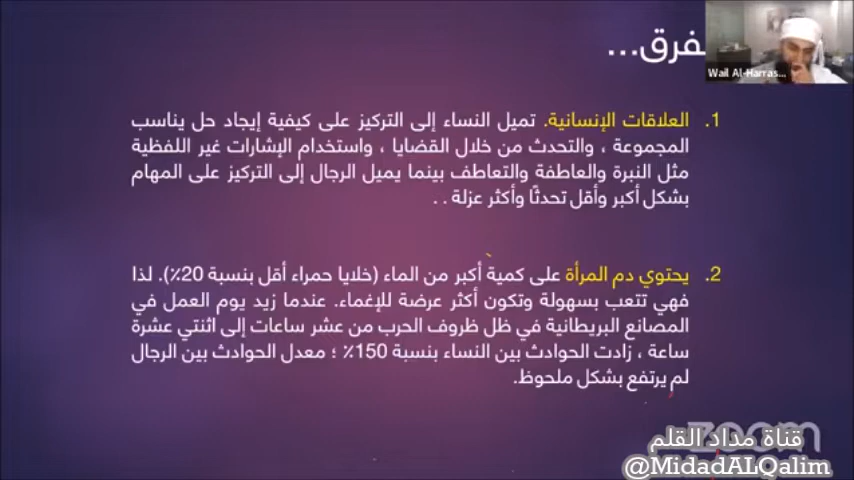 لفرق...
Wail Al-Harras...
1. العلاقات الإنسانية. تميل النساء إلى التركيز على كيفية إيجاد حل يناسب
المجموعة ، والتحدث من خلال القضايا ، واستخدام الإشارات غير اللفظية
مثل النبرة والعاطفة والتعاطف بينما يميل الرجال إلى التركيز على المهام
بشكل أكبر وأقل تحدثًا وأكثر عزلة . .
2. يحتوي دم المرأة على كمية أكبر من الماء (خلايا حمراء أقل بنسبة 20٪). لذا
فهي تتعب بسهولة وتكون أكثر عرضة للإغماء. عندما زيد يوم العمل في
المصانع البريطانية في ظل ظروف الحرب من عشر ساعات إلى اثنتي عشرة
ساعة ، زادت الحوادث بين النساء بنسبة 150٪ ؛ معدل الحوادث بين الرجال
لم يرتفع بشكل ملحوظ.
zoom
قناة مداد القلم
@MidadALQalim